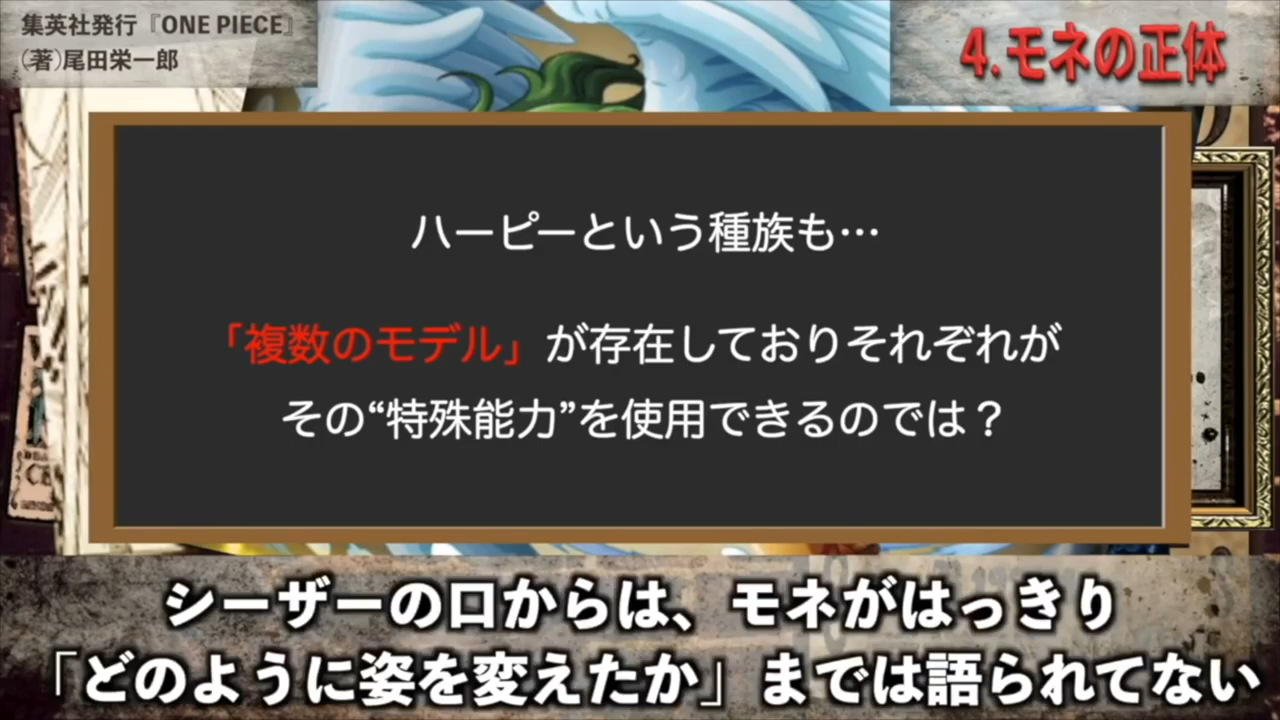 集英社発行『ONE PIECE』
(著)尾田栄一郎
4.モネの正体
ハーピーという種族も…
「複数のモデル」が存在しておりそれぞれが
その“特殊能力”を使用できるのでは？
シーザーの口からは、モネがはっきり
「どのように姿を変えたか」までは語られてない